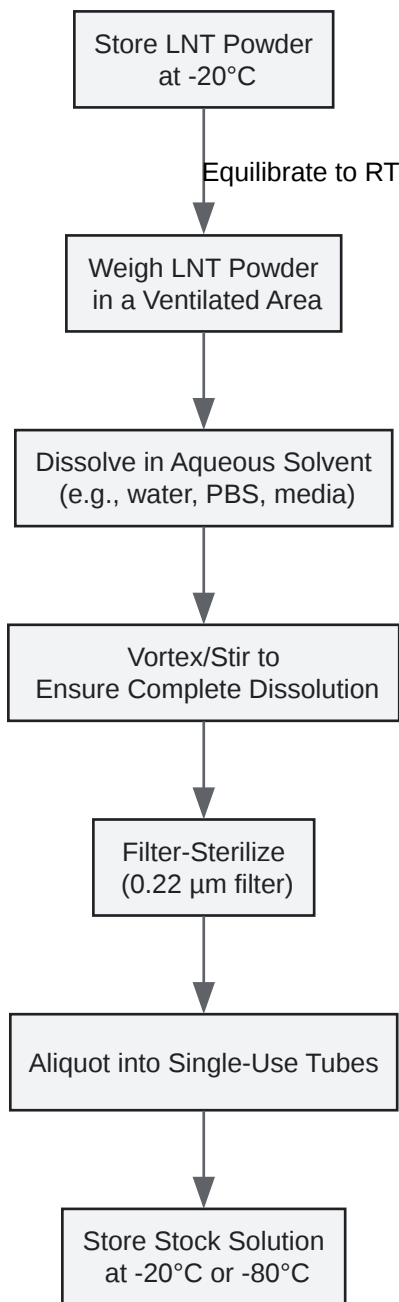 Store LNT Powder
at -20°C
Equilibrate to RT
Weigh LNT Powder
in a Ventilated Area
Dissolve in Aqueous Solvent
(e.g., water, PBS, media)
Vortex/Stir to
Ensure Complete Dissolution
Filter-Sterilize
(0.22 µm filter)
Aliquot into Single-Use Tubes
Store Stock Solution
at -20°C or -80°C